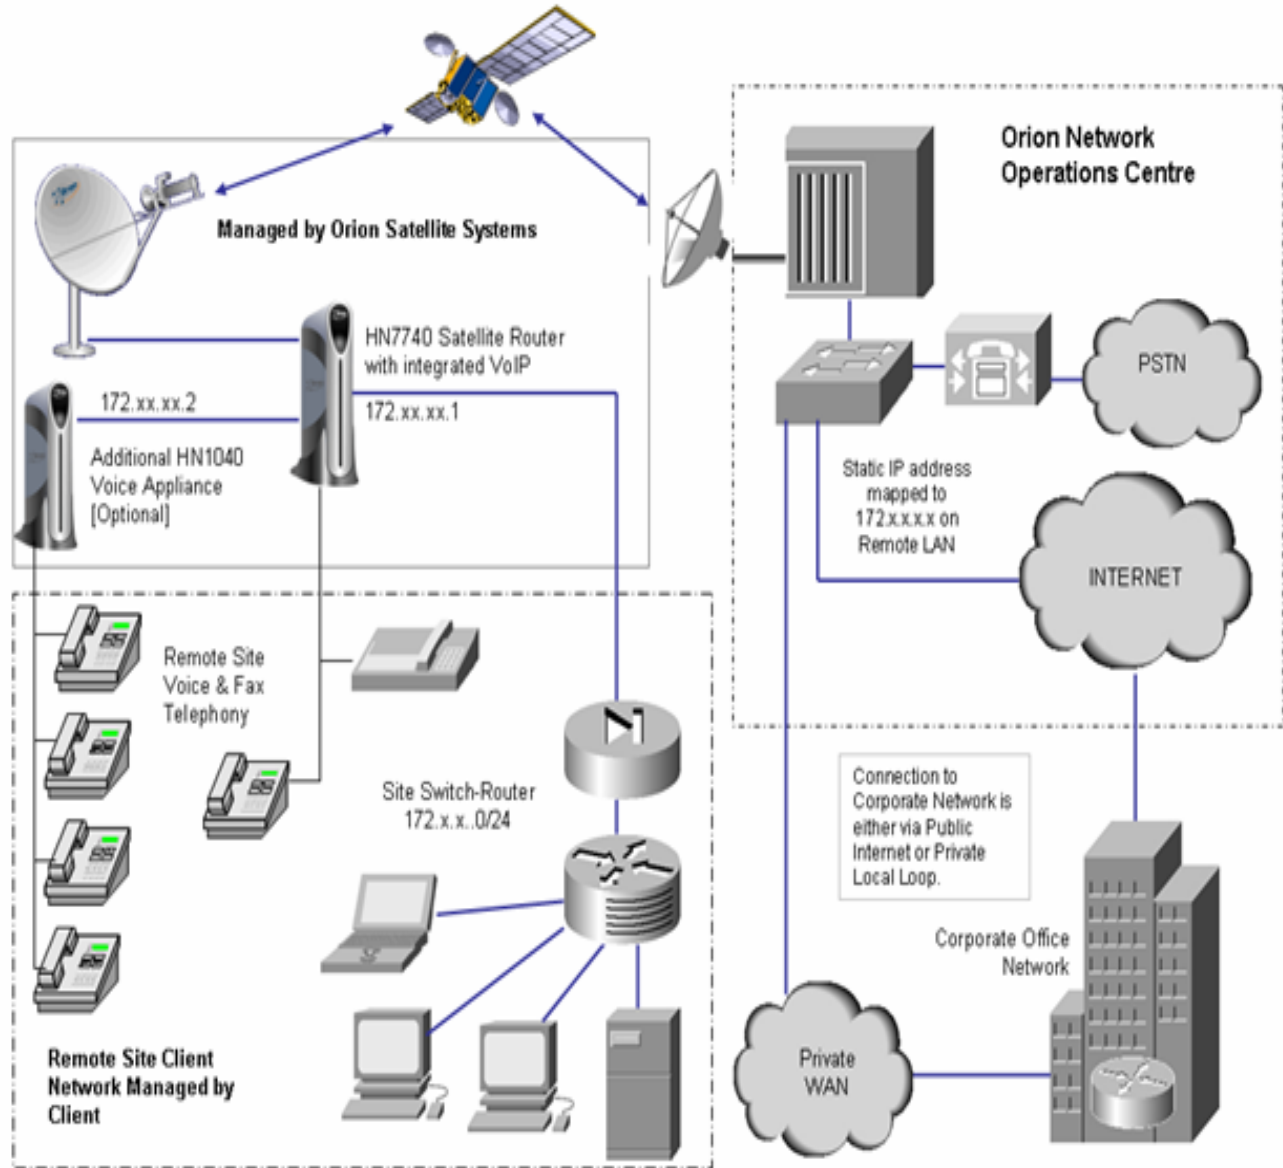 Orion Network
Operations Centre
Managed by Orion Satellite Systems
HN7740 Satellite Router
with integrated VoIP
172.xx.xx.1
172.xx.xx.2
Additional HN1040
Voice Appliance
[Optional]
PSTN
Static IP address
mapped to
172.x.x.x.x on
Remote LAN
INTERNET
Remote Site
Voice & Fax
Telephony
Site Switch-Router
172.x.x..0/24
Connection to
Corporate Network is
either via Public
Internet or Private
Local Loop.
Corporate Office
Network
Private
WAN
Remote Site Client
Network Managed by
Client